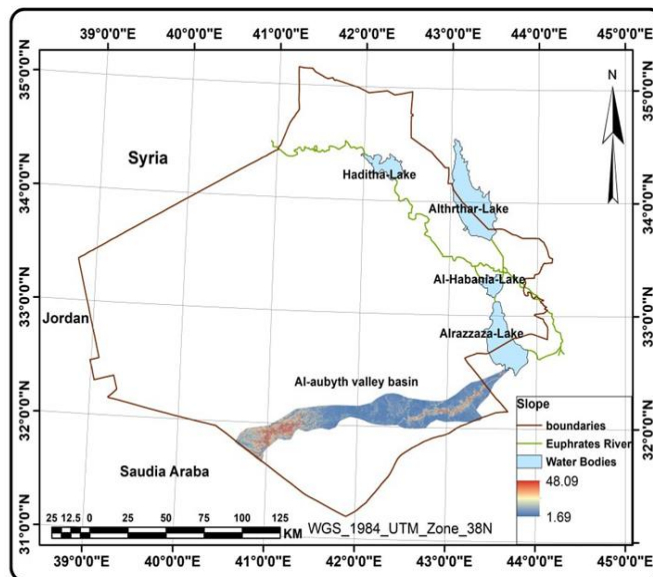 39°0'0"N 40°0'0"N 41°0'0"N 42°0'0"N 43°0'0"N 44°0'0"N 45°0'0"N
35°0'0"N
34°0'0"N
33°0'0"N
32°0'0"N
31°0'0"N
N
Syria
Haditha-Lake
Althrthar-Lake
Al-Habania-Lake
Jordan
Alrazzaza-Lake
Al-aubyth valley basin
Saudia Araba
35°0'0"N
34°0'0"N
33°0'0"N
32°0'0"N
Slope
boundaries
Euphrates River
Water Bodies
48.09
1.69
25 12.5 0 25 50 75 100 125
KM
WGS_1984_UTM_Zone_38N
39°0'0"N 40°0'0"N 41°0'0"N 42°0'0"N 43°0'0"N 44°0'0"N 45°0'0"N